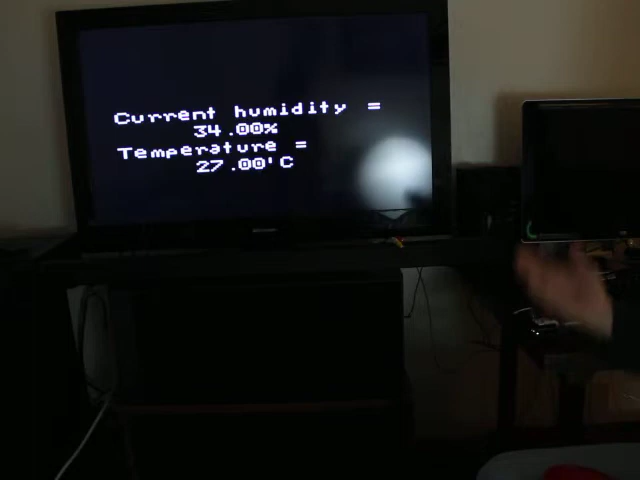 Current humidity =
34.00%
Temperature =
27.00'C